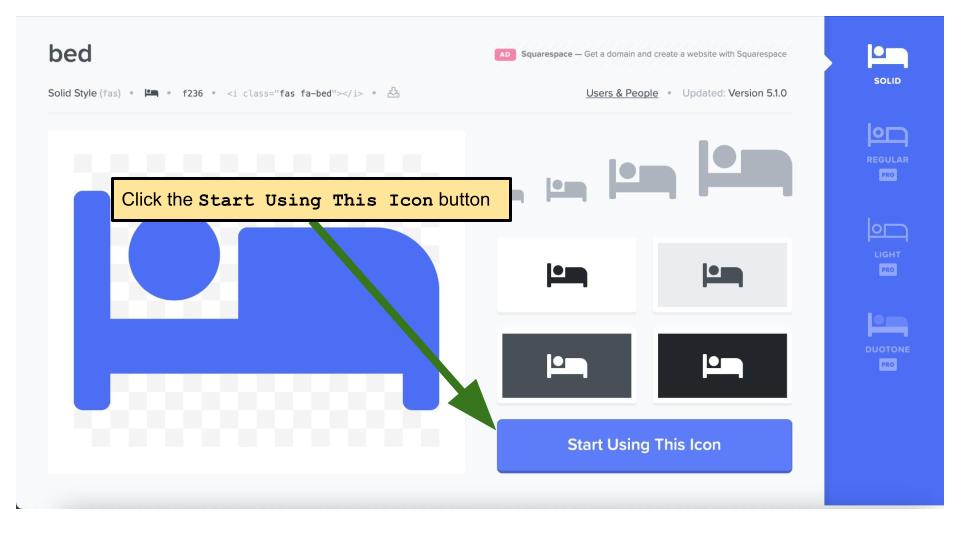 bed
AD Squarespace — Get a domain and create a website with Squarespace
Solid Style (fas) • • f236 • <i class="fas fa-bed"></i> •
Users & People • Updated: Version 5.1.0
Click the Start Using This Icon button
Start Using This Icon
SOLID
REGULAR
PRO
LIGHT
PRO
DUOTONE
PRO